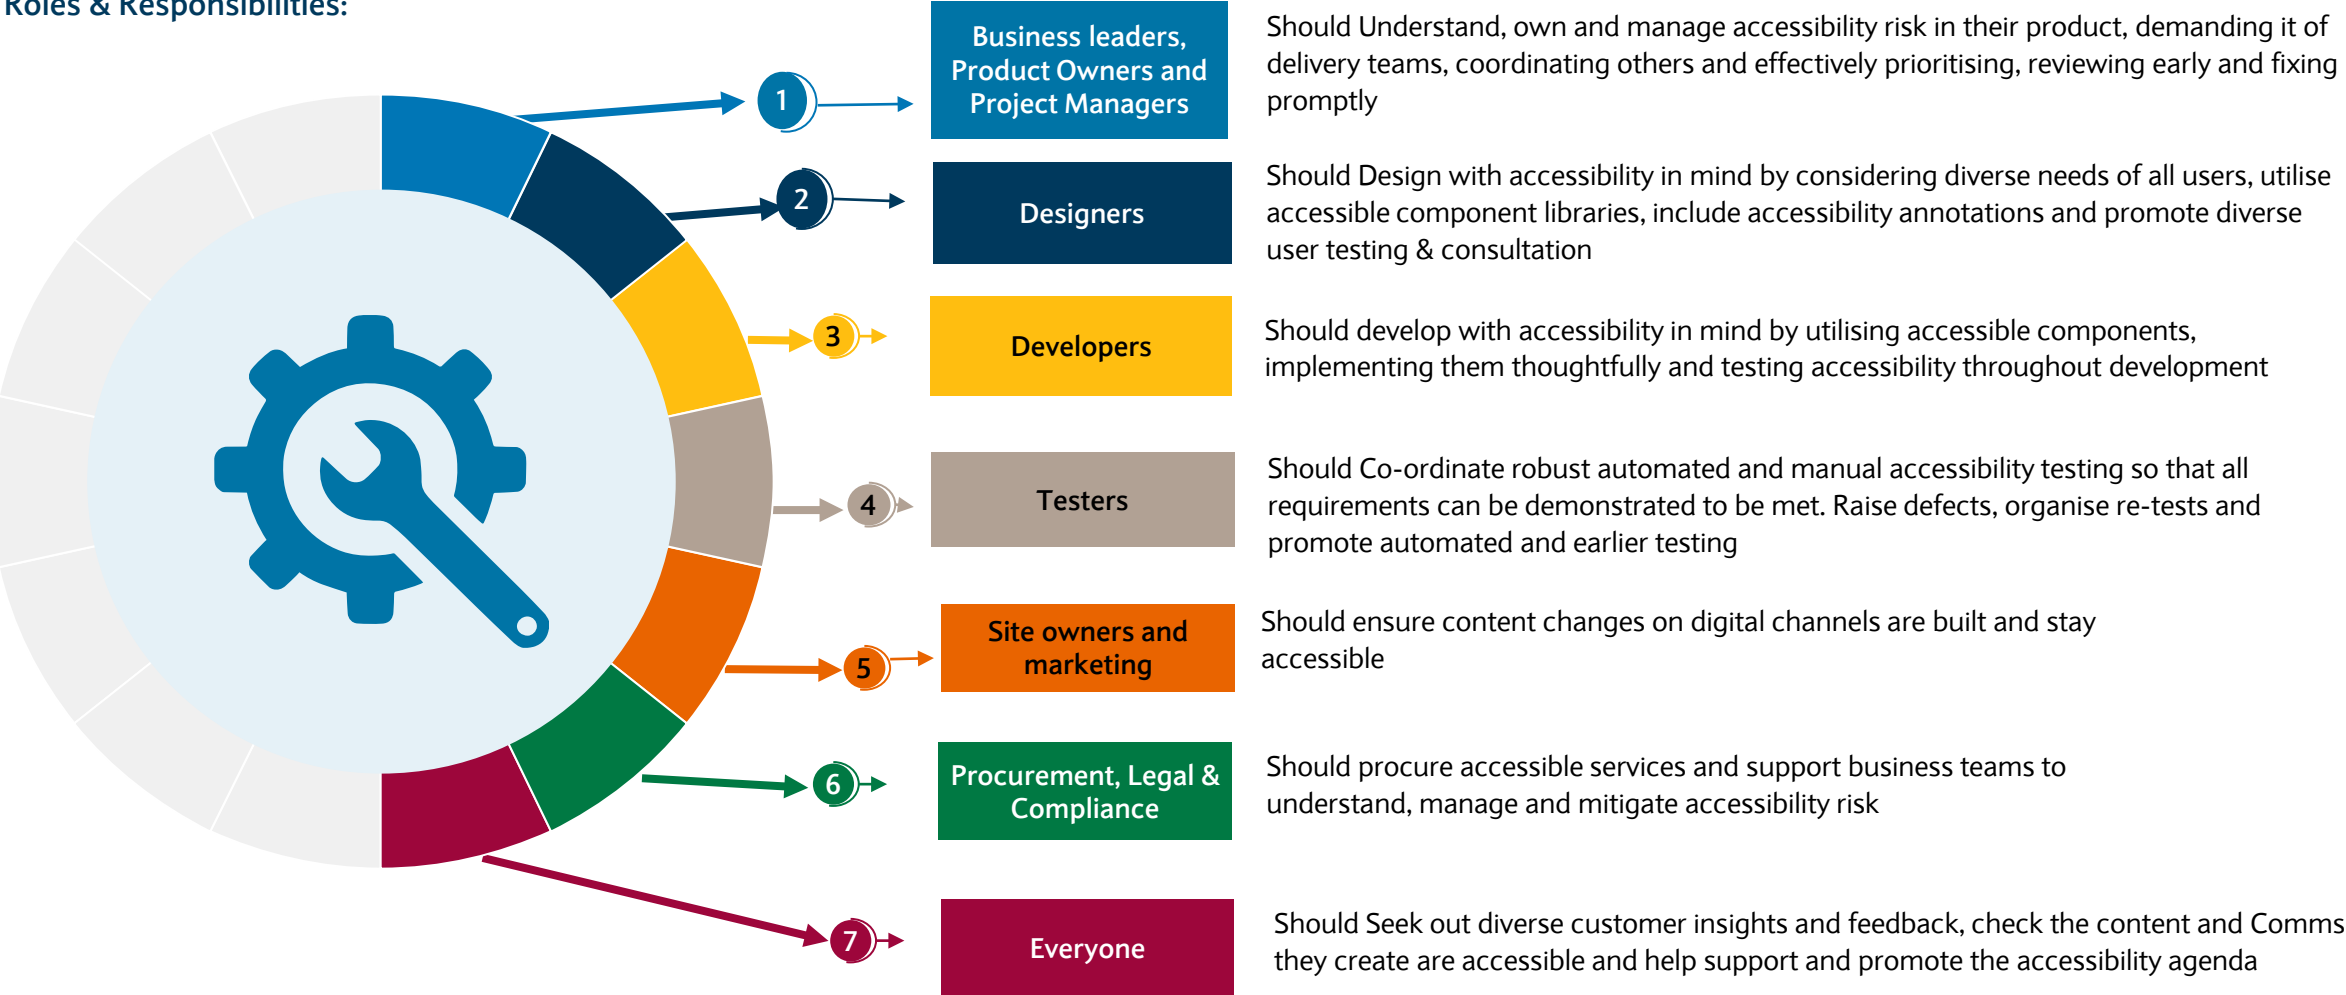 Roles & Responsibilities:
1
Business leaders,
Product Owners and
Project Managers
Should Understand, own and manage accessibility risk in their product, demanding it of
delivery teams, coordinating others and effectively prioritising, reviewing early and fixing
promptly
2
Designers
Should Design with accessibility in mind by considering diverse needs of all users, utilise
accessible component libraries, include accessibility annotations and promote diverse
user testing & consultation
3
Developers
Should develop with accessibility in mind by utilising accessible components,
implementing them thoughtfully and testing accessibility throughout development
4
Testers
Should Co-ordinate robust automated and manual accessibility testing so that all
requirements can be demonstrated to be met. Raise defects, organise re-tests and
promote automated and earlier testing
5
Site owners and
marketing
Should ensure content changes on digital channels are built and stay
accessible
6
Procurement, Legal &
Compliance
Should procure accessible services and support business teams to
understand, manage and mitigate accessibility risk
7
Everyone
Should Seek out diverse customer insights and feedback, check the content and Comms
they create are accessible and help support and promote the accessibility agenda